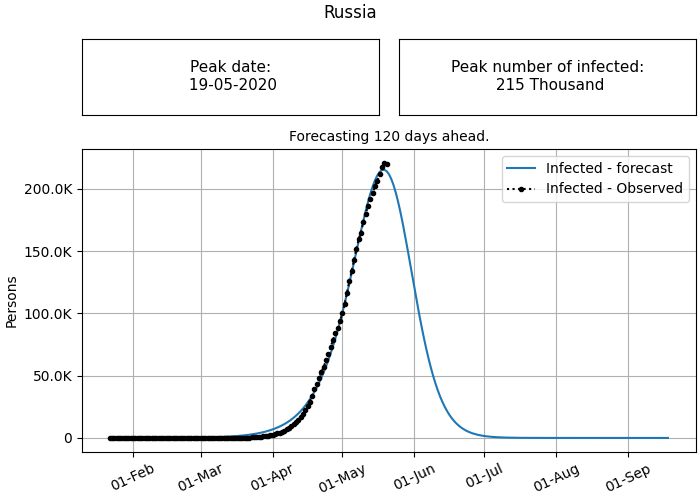 Russia
Peak date:
19-05-2020
Peak number of infected:
215 Thousand
Forecasting 120 days ahead.
Infected - forecast
Infected - Observed
200.0K
150.0K
100.0K
50.0K
0
Persons
01-Feb
01-Mar
01-Apr
01-May
01-Jun
01-Jul
01-Aug
01-Sep